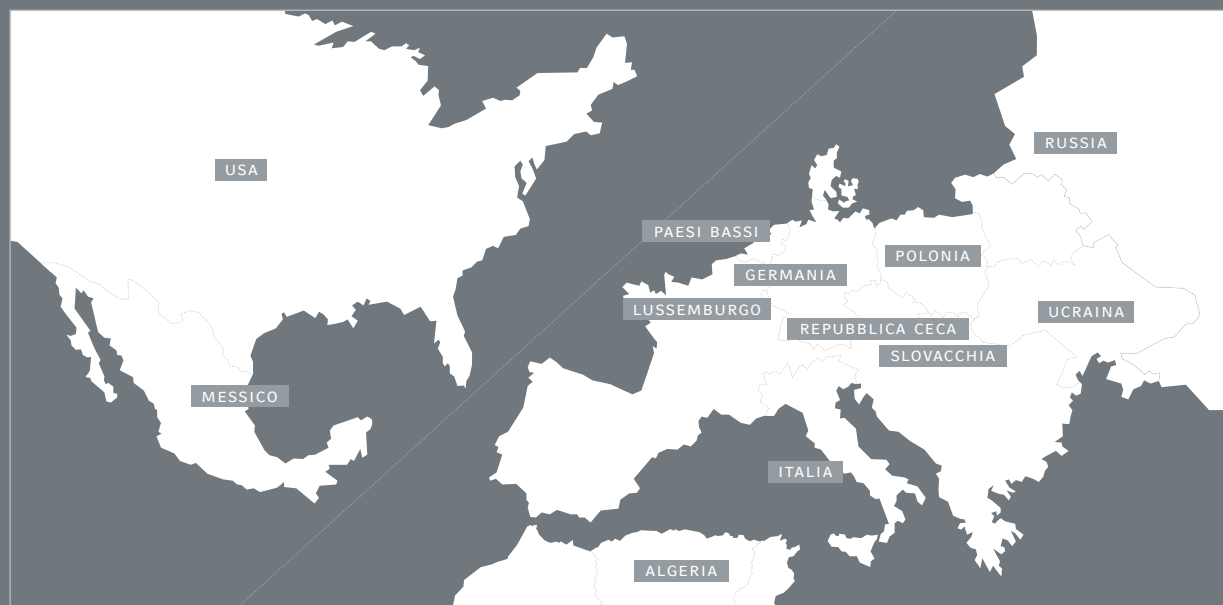 RUSSIA
USA
PAESI BASSI
POLONIA
GERMANIA
LUSSEMBURGO
UCRAINA
REPUBBLICA CECA
SLOVACCHIA
MESSICO
ITALIA
ALGERIA